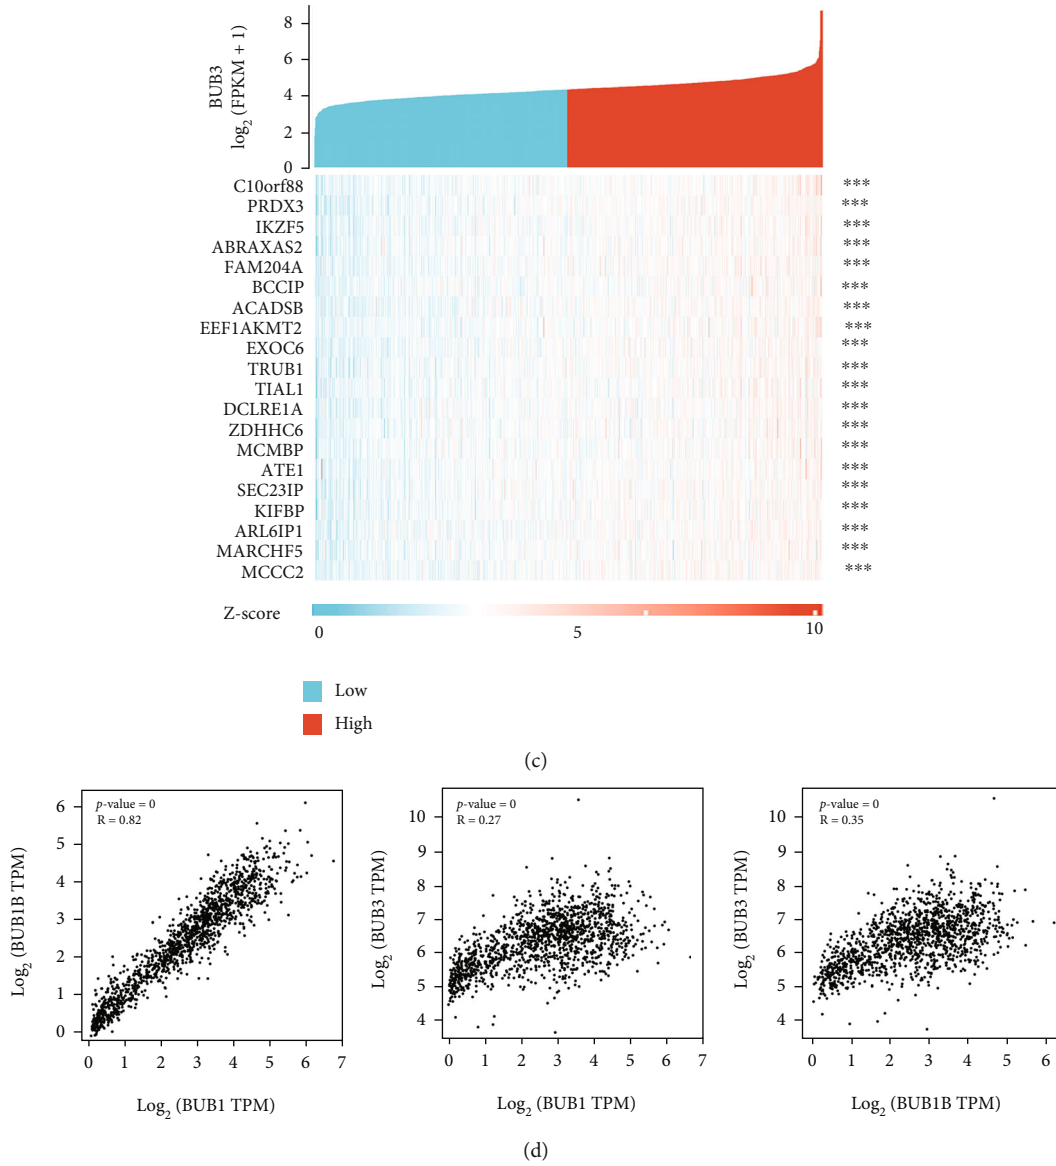 BUB3
log2 (FPKM + 1)
8
6
4
2
0
C10orf88 ***
PRDX3 ***
IKZF5 ***
ABRAXAS2 ***
FAM204A ***
BCCIP ***
ACADSB ***
EEF1AKMT2 ***
EXOC6 ***
TRUB1 ***
TIAL1 ***
DCLRE1A ***
ZDHHC6 ***
MCMBP ***
ATE1 ***
SEC23IP ***
KIFBP ***
ARL6IP1 ***
MARCHF5 ***
MCCC2 ***
Z-score
0 5 10
Low
High
(c)
Log2 (BUB1B TPM)
6
5
4
3
2
1
0
p-value = 0
R = 0.82
0 1 2 3 4 5 6 7
Log2 (BUB1 TPM)
Log2 (BUB3 TPM)
10
9
8
7
6
5
4
p-value = 0
R = 0.27
0 1 2 3 4 5 6 7
Log2 (BUB1 TPM)
Log2 (BUB3 TPM)
10
9
8
7
6
5
4
p-value = 0
R = 0.35
0 1 2 3 4 5 6
Log2 (BUB1B TPM)
(d)